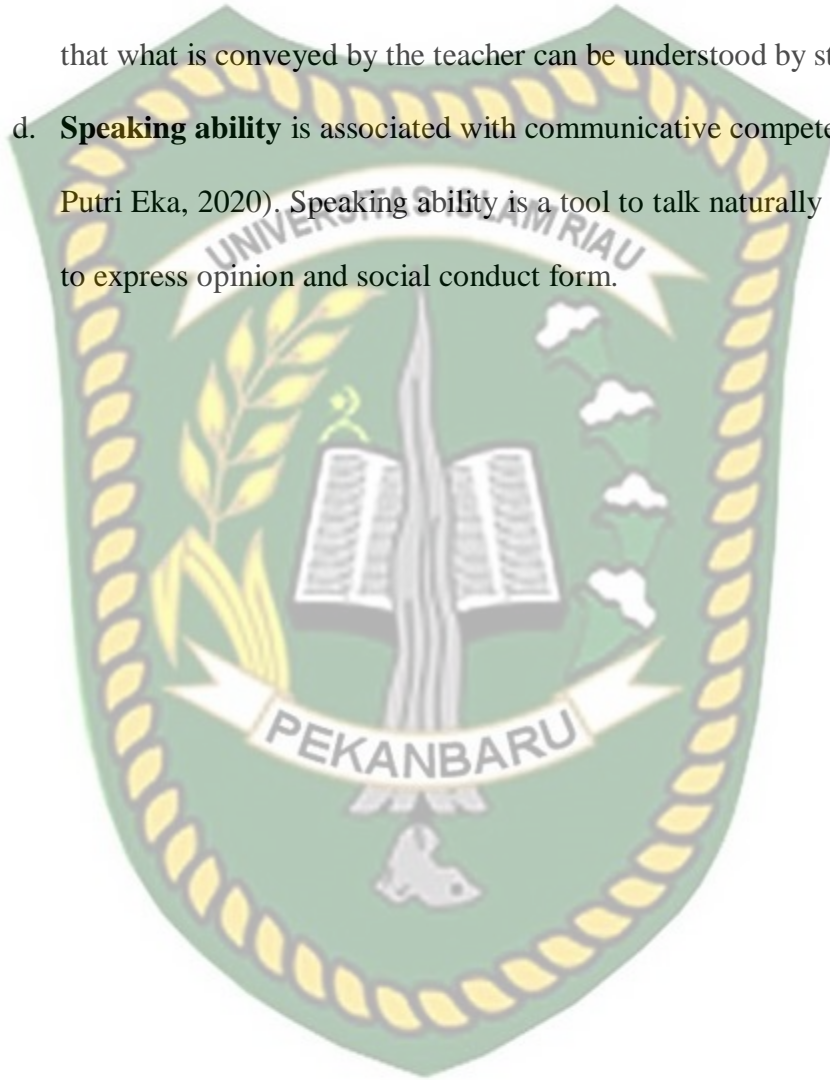 that what is conveyed by the teacher can be understood by
d. Speaking ability is associated with communicative
Putri Eka, 2020). Speaking ability is a tool to talk naturally
UNIVERSITAS ISLAM RIAU
to express opinion and social conduct form.
PEKANBARU